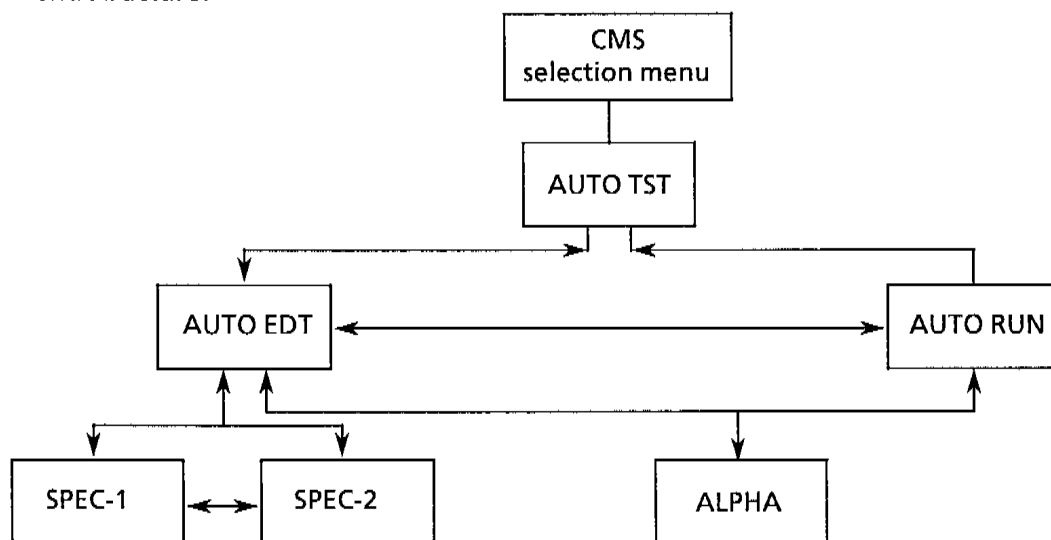 CMS
selection menu
AUTO TST
AUTO EDT
AUTO RUN
SPEC-1
SPEC-2
ALPHA